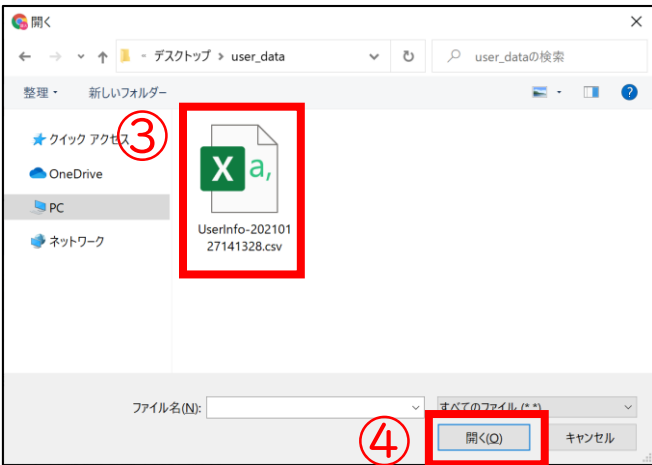 開く
デスクトップ > user_data
user_dataの検索
整理
新しいフォルダー
クイック アクセス
③
OneDrive
PC
ネットワーク
UserInfo-202101
27141328.csv
ファイル名(N):
すべてのファイル (*.*)
④
開く(O)
キャンセル